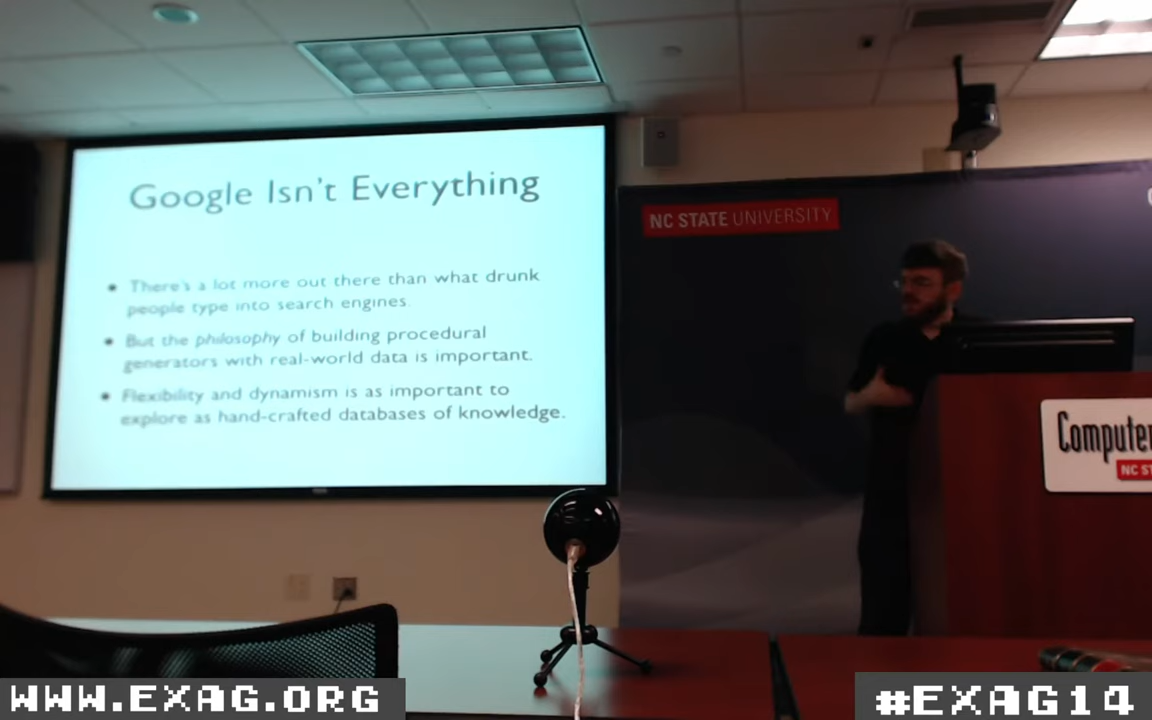 Google Isn't Everything
• There's a lot more out there than what drunk
people type into search engines.
• But the philosophy of building procedural
generators with real-world data is important.
• Flexibility and dynamism is as important to
explore as hand-crafted databases of knowledge.
NC STATE UNIVERSITY
Computer
NC ST
WWW.EXAG.ORG
#EXAG14